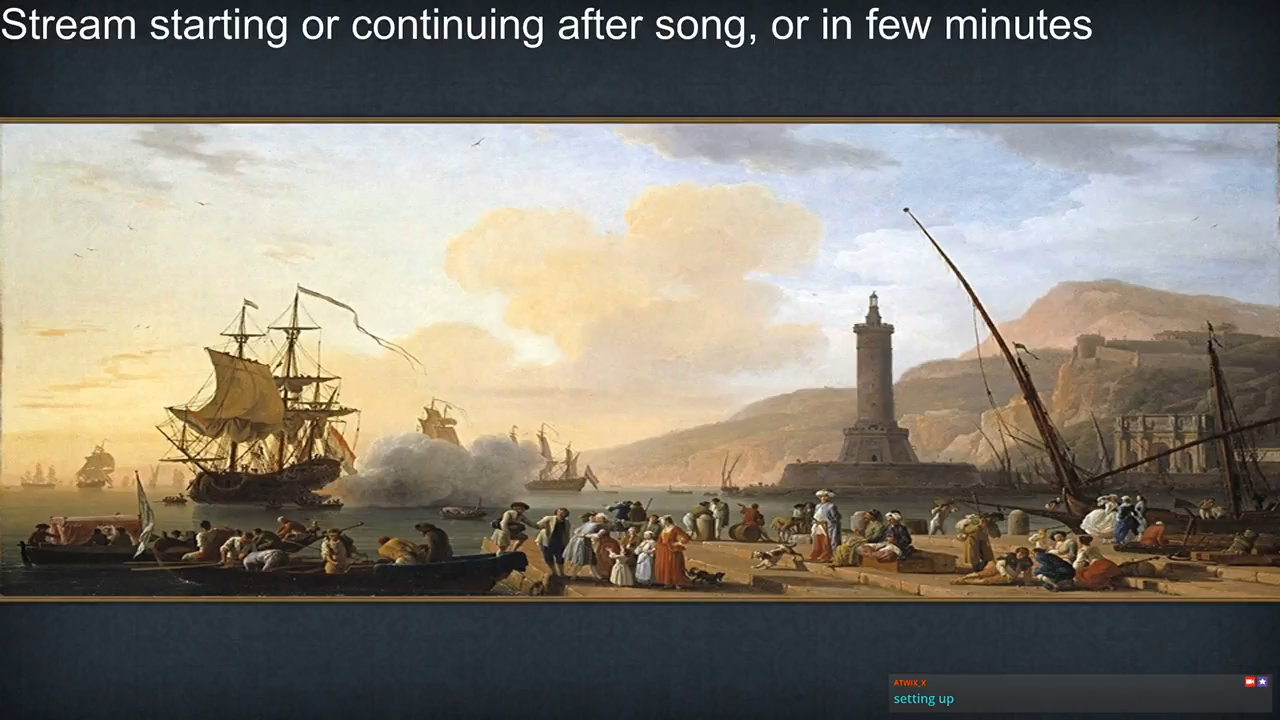 Stream starting or continuing after song, or in few minutes
ATWIX_X
setting up